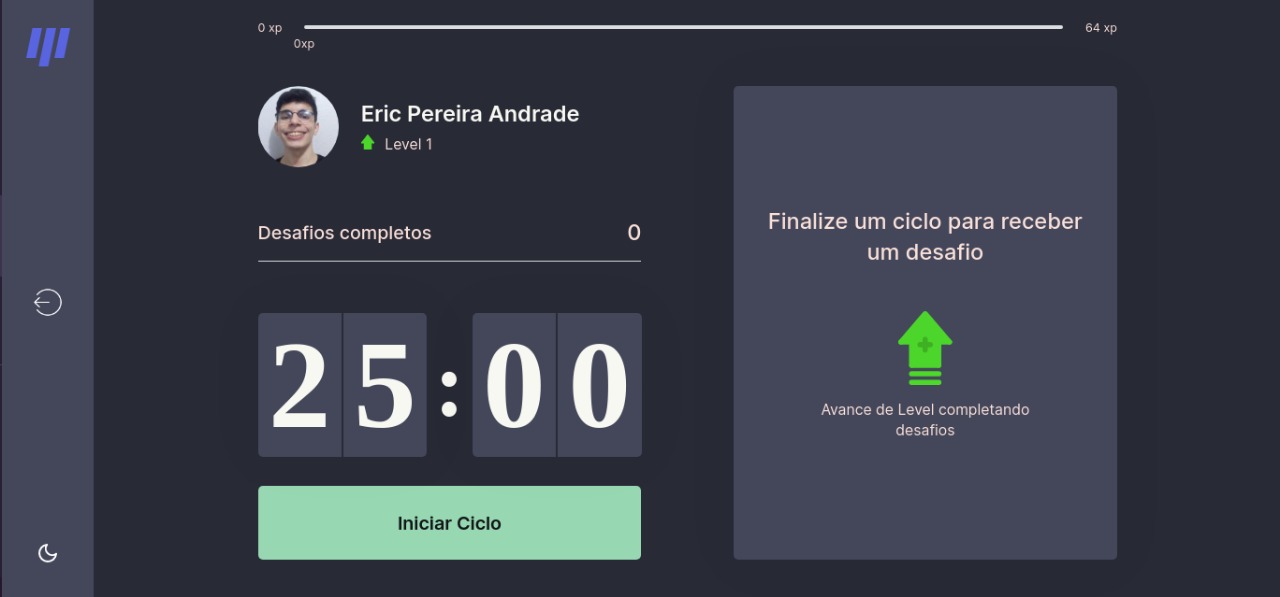 0 xp
64 xp
0xp
Eric Pereira Andrade
Level 1
Desafios completos
0
25:00
Iniciar Ciclo
Finalize um ciclo para receber
um desafio
Avance de Level completando
desafios